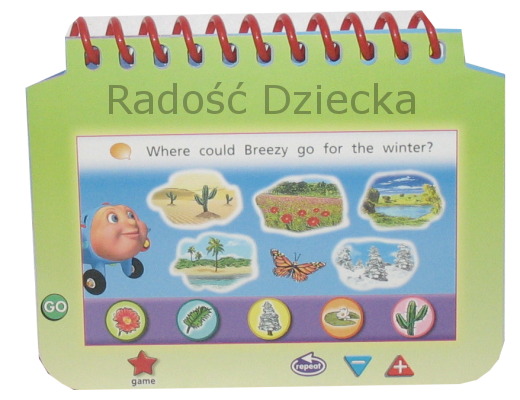 Radość Dziecka
Where could Breezy go for the winter?
GO
game
repeat